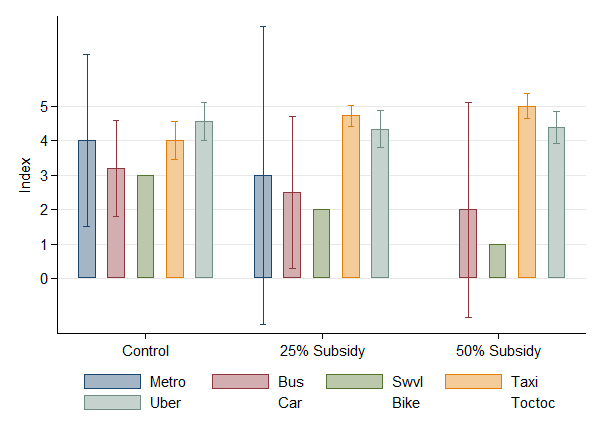 Index
5
4
3
2
1
0
Control 25% Subsidy 50% Subsidy
Metro Bus Swvl Taxi
Uber Car Bike Toctoc